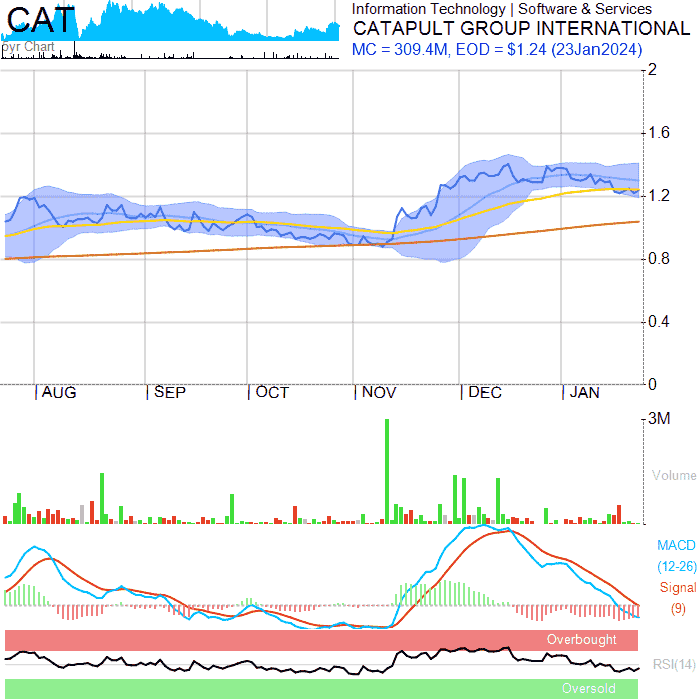 CAT
Information Technology | Software & Services
CATAPULT GROUP INTERNATIONAL
MC = 309.4M, EOD = $1.24 (23Jan2024)
yr Chart
2
1.6
1.2
0.8
0.4
0
AUG SEP OCT NOV DEC JAN
3M
Volume
MACD
(12-26)
Signal
(9)
Overbought
RSI(14)
Oversold